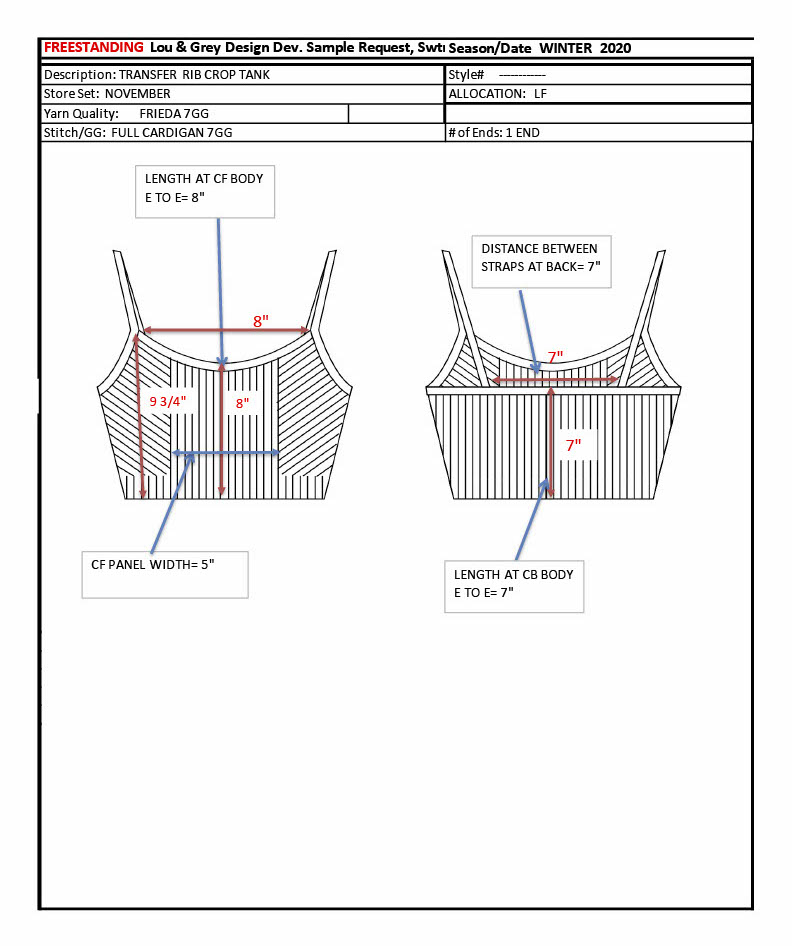 FREESTANDING Lou & Grey Design Dev. Sample Request, Swt Season/Date WINTER 2020
Description: TRANSFER RIB CROP TANK Style# ------------
Store Set: NOVEMBER ALLOCATION: LF
Yarn Quality: FRIEDA 7GG
Stitch/GG: FULL CARDIGAN 7GG # of Ends: 1 END
LENGTH AT CF BODY
E TO E= 8"
DISTANCE BETWEEN
STRAPS AT BACK= 7"
8"
7"
9 3/4"
8"
7"
CF PANEL WIDTH= 5"
LENGTH AT CB BODY
E TO E= 7"